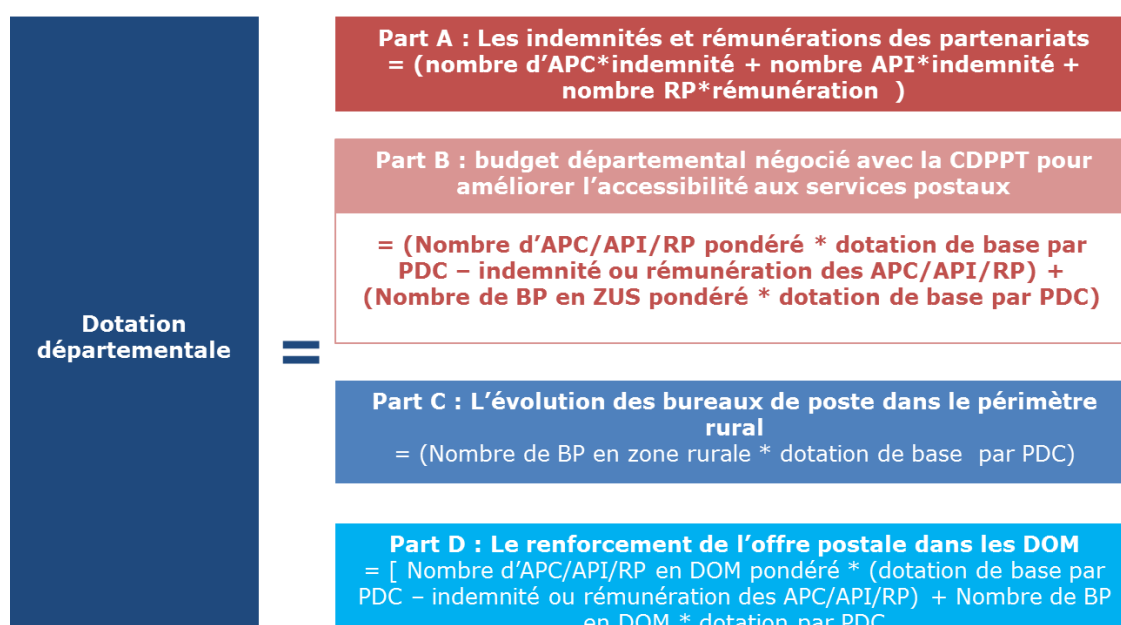 Dotation
départementale
=
Part A : Les indemnités et rémunérations des partenariats
= (nombre d’APC*indemnité + nombre API*indemnité +
nombre RP*rémunération  )
Part B : budget départemental négocié avec la CDPPT pour
améliorer l’accessibilité aux services postaux
= (Nombre d’APC/API/RP pondéré * dotation de base par
PDC – indemnité ou rémunération des APC/API/RP) +
(Nombre de BP en ZUS pondéré * dotation de base par PDC)
Part C : L’évolution des bureaux de poste dans le périmètre
rural
= (Nombre de BP en zone rurale * dotation de base  par PDC)
Part D : Le renforcement de l’offre postale dans les DOM
= [ Nombre d’APC/API/RP en DOM pondéré * (dotation de base par
PDC – indemnité ou rémunération des APC/API/RP) + Nombre de BP
en DOM * dotation par PDC